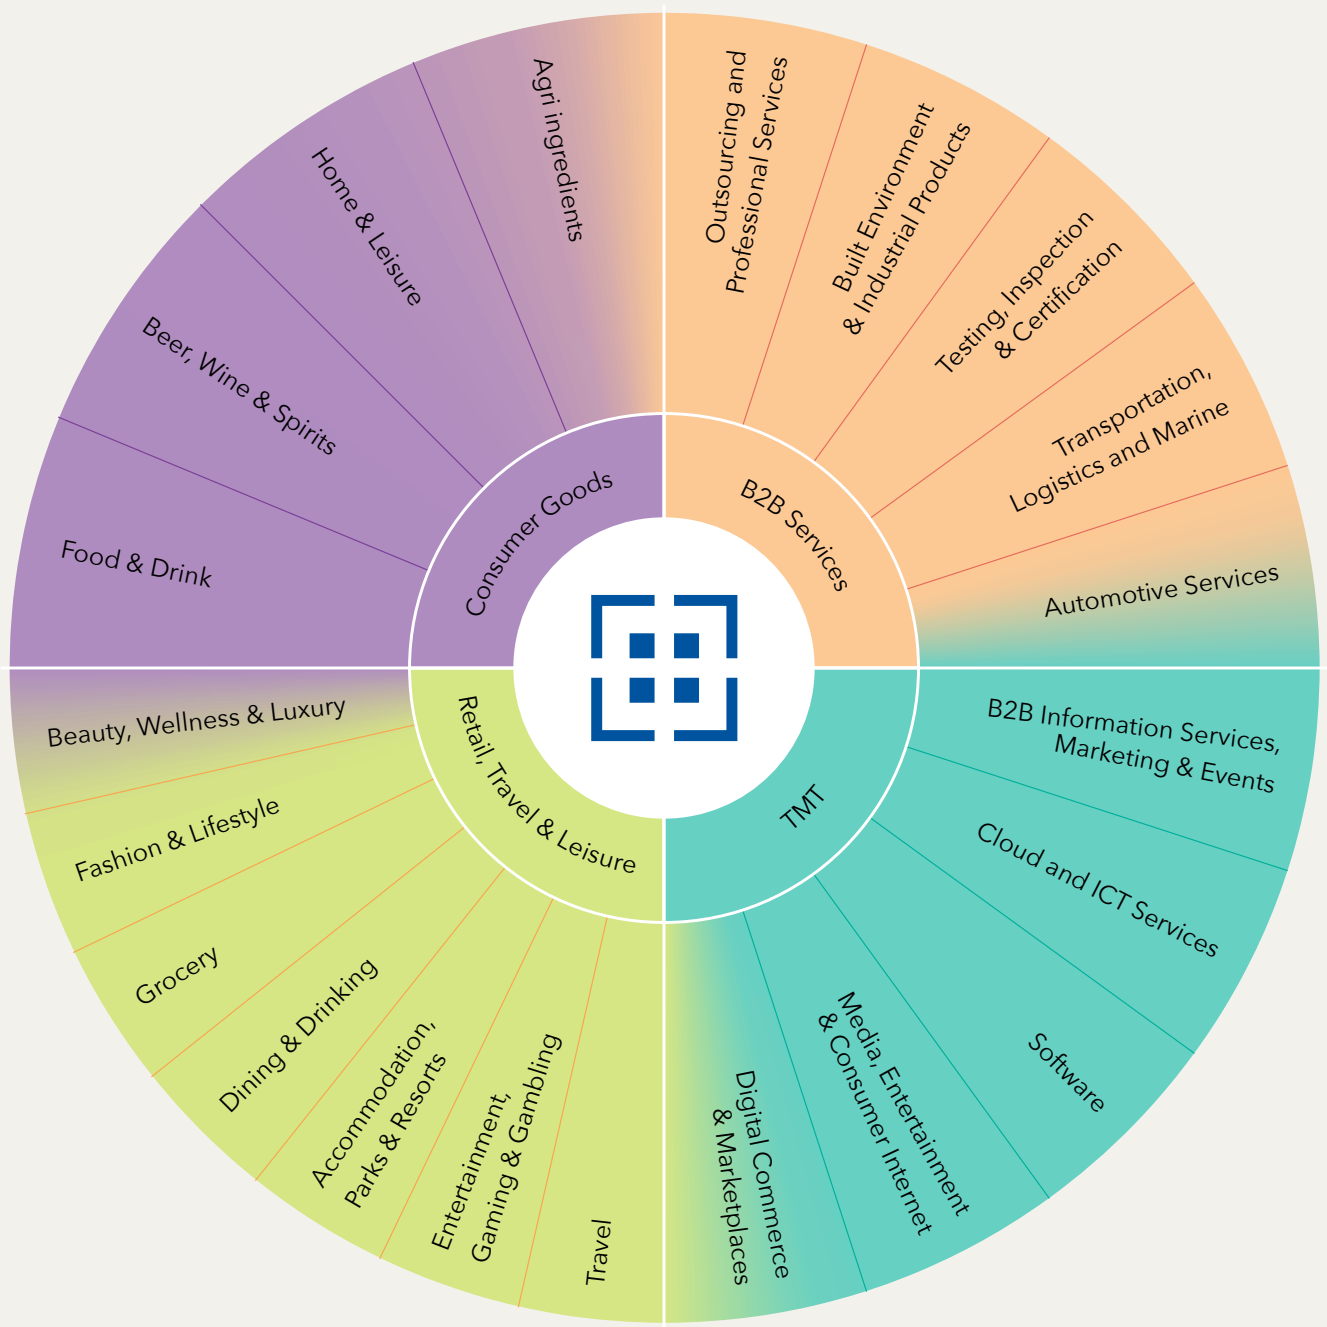 Consumer Goods
Food & Drink
Beer, Wine & Spirits
Home & Leisure
Agri ingredients
B2B Services
Outsourcing and
Professional Services
Built Environment
& Industrial Products
Testing, Inspection
& Certification
Transportation,
Logistics and Marine
Automotive Services
TMT
B2B Information Services,
Marketing & Events
Cloud and ICT Services
Software
Media, Entertainment
& Consumer Internet
Digital Commerce
& Marketplaces
Retail, Travel & Leisure
Travel
Entertainment,
Gaming & Gambling
Accommodation,
Parks & Resorts
Dining & Drinking
Grocery
Fashion & Lifestyle
Beauty, Wellness & Luxury